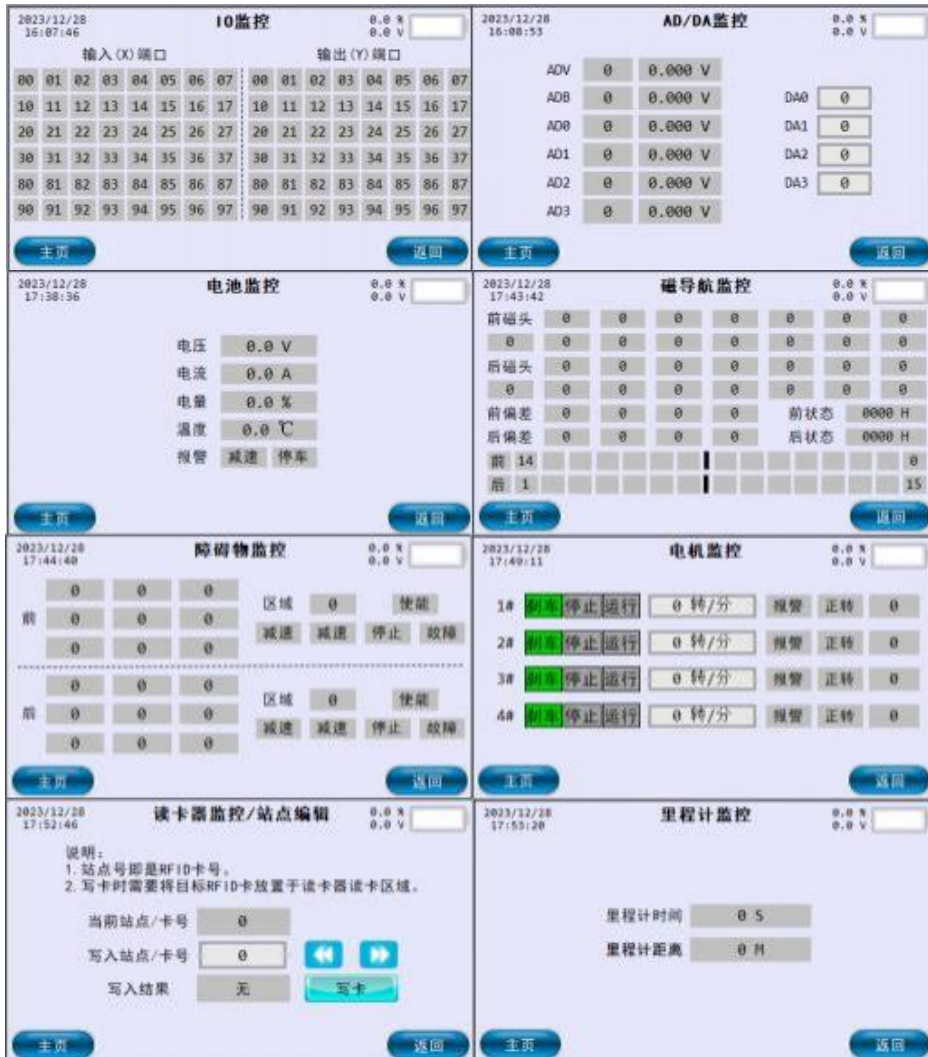 2023/12/28
16:07:46
IO监控
0.0 %
0.0 V
输入(X)端口 输出(Y)端口
00 01 02 03 04 05 06 07 00 01 02 03 04 05 06 07
10 11 12 13 14 15 16 17 10 11 12 13 14 15 16 17
20 21 22 23 24 25 26 27 20 21 22 23 24 25 26 27
30 31 32 33 34 35 36 37 30 31 32 33 34 35 36 37
80 81 82 83 84 85 86 87 80 81 82 83 84 85 86 87
90 91 92 93 94 95 96 97 90 91 92 93 94 95 96 97
主页 返回
2023/12/28
16:08:53
AD/DA监控
0.0 %
0.0 V
ADV 0 0.000 V
ADB 0 0.000 V DA0 0
AD0 0 0.000 V DA1 0
AD1 0 0.000 V DA2 0
AD2 0 0.000 V DA3 0
AD3 0 0.000 V
主页 返回
2023/12/28
17:38:36
电池监控
0.0 %
0.0 V
电压 0.0 V
电流 0.0 A
电量 0.0 %
温度 0.0 ℃
报警 减速 停车
主页 返回
2023/12/28
17:43:42
磁导航监控
0.0 %
0.0 V
前磁头 0 0 0 0 0 0 0
0 0 0 0 0 0 0 0
后磁头 0 0 0 0 0 0 0
0 0 0 0 0 0 0 0
前偏差 0 0 0 0 前状态 0000 H
后偏差 0 0 0 0 后状态 0000 H
前 14 0
后 1 15
主页 返回
2023/12/28
17:44:40
障碍物监控
0.0 %
0.0 V
0 0 0
前 0 0 0
0 0 0
区域 0 使能
减速 减速 停止 故障
0 0 0
后 0 0 0
0 0 0
区域 0 使能
减速 减速 停止 故障
主页 返回
2023/12/28
17:49:11
电机监控
0.0 %
0.0 V
1# 刹车 停止 运行 0 转/分 报警 正转 0
2# 刹车 停止 运行 0 转/分 报警 正转 0
3# 刹车 停止 运行 0 转/分 报警 正转 0
4# 刹车 停止 运行 0 转/分 报警 正转 0
主页 返回
2023/12/28
17:52:46
读卡器监控/站点编辑
0.0 %
0.0 V
说明：
1. 站点号即是RFID卡号。
2. 写卡时需要将目标RFID卡放置于读卡器读卡区域。
当前站点/卡号 0
写入站点/卡号 0
写入结果 无 写卡
主页 返回
2023/12/28
17:53:20
里程计监控
0.0 %
0.0 V
里程计时间 0 S
里程计距离 0 M
主页 返回